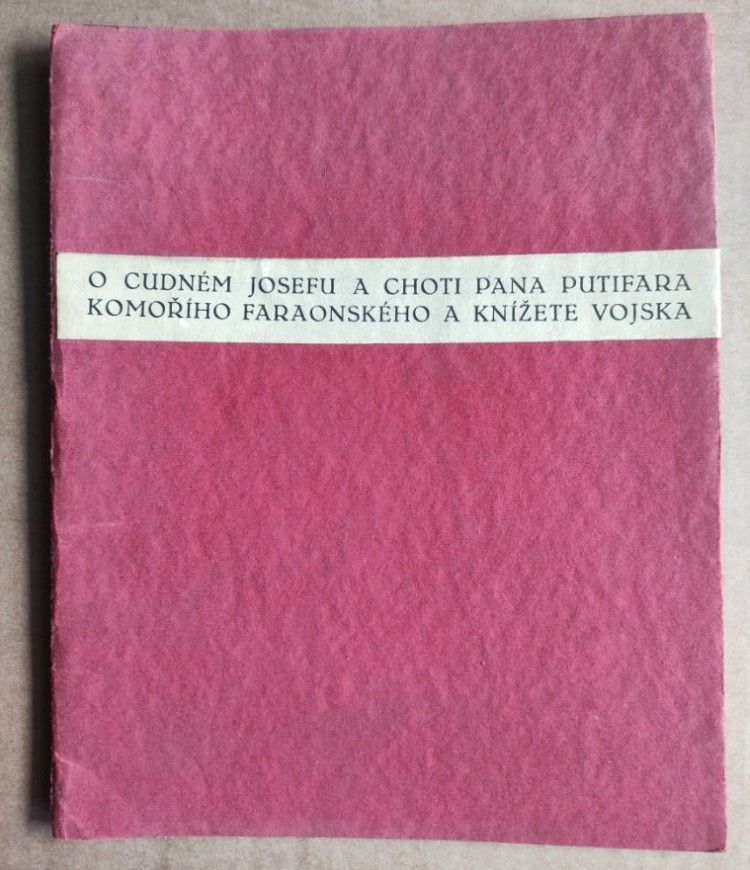 O CUDNÉM JOSEFU A CHOTI PANA PUTIFARA
KOMOŘÍHO FARAONSKÉHO A KNÍŽETE VOJSKA